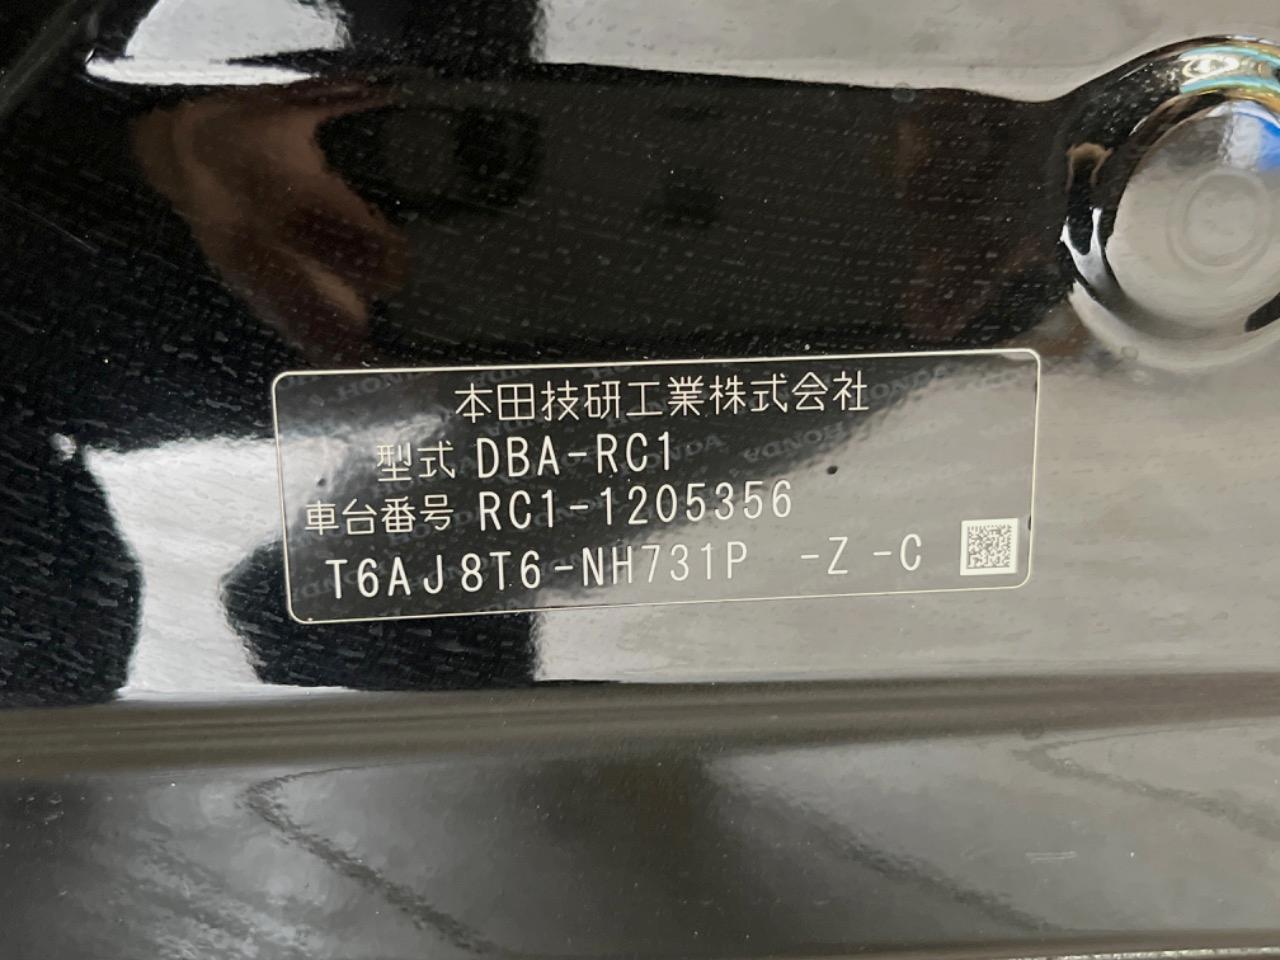 本田技研工業株式会社
型式 DBA-RC1
車台番号 RC1-1205356
T6AJ8T6-NH731P -Z -C